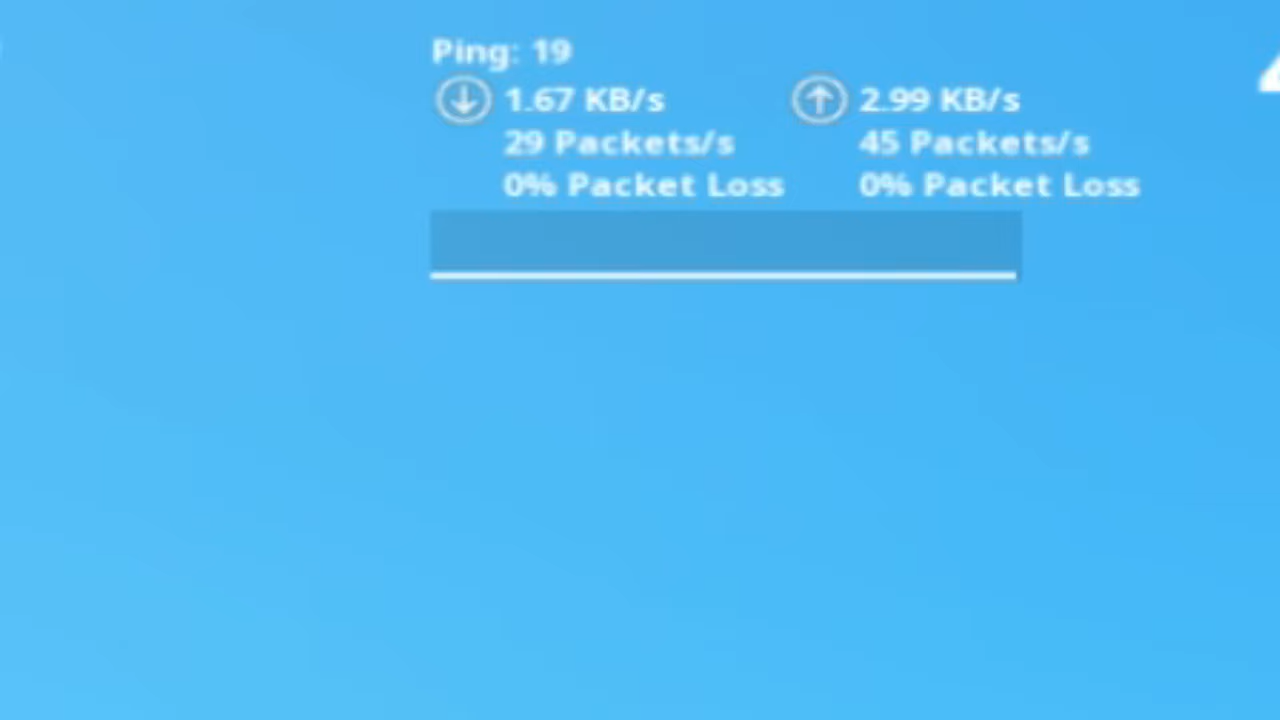 Ping: 19
1.67 KB/s 2.99 KB/s
29 Packets/s 45 Packets/s
0% Packet Loss 0% Packet Loss